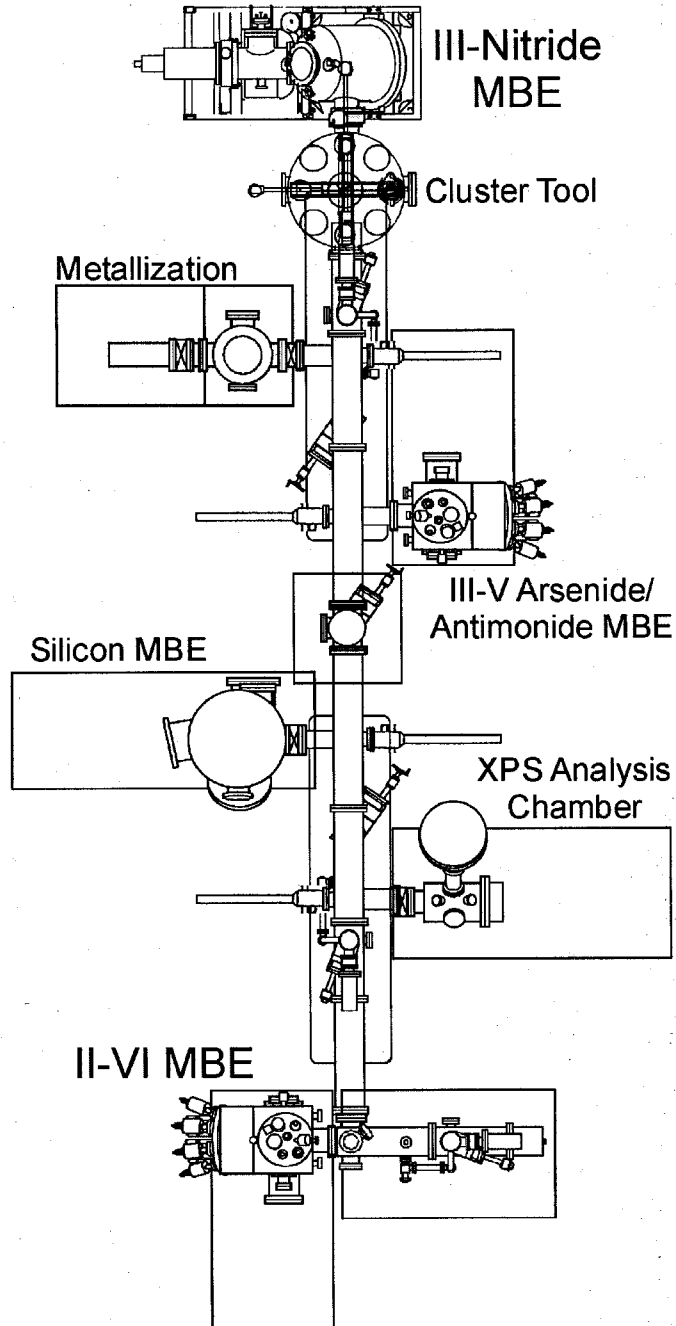 III-Nitride
MBE
Cluster Tool
Metallization
III-V Arsenide/
Antimonide MBE
Silicon MBE
XPS Analysis
Chamber
II-VI MBE